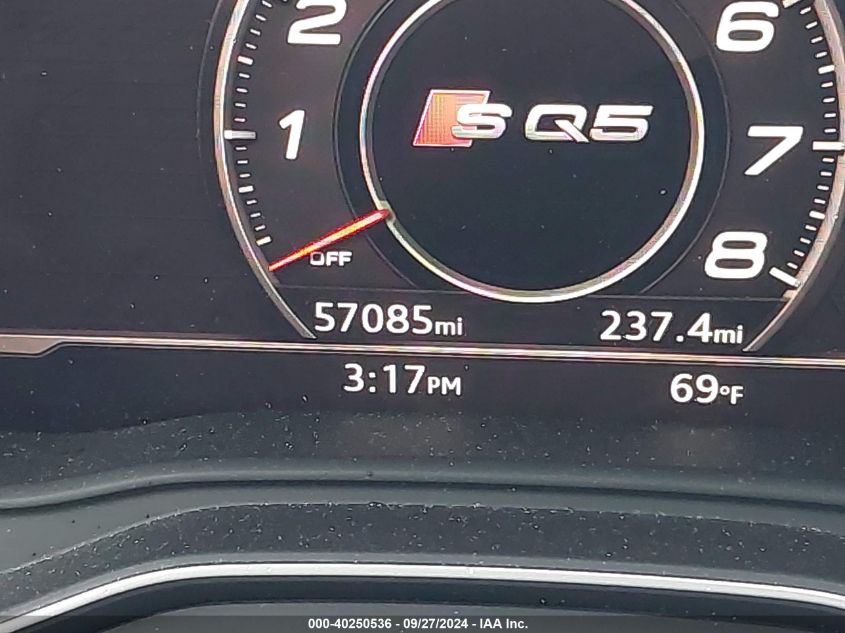 2 6
1 S SQ5 7
OFF 8
57085mi 237.4mi
3:17PM 69°F
000-40250536 - 09/27/2024 - IAA Inc.